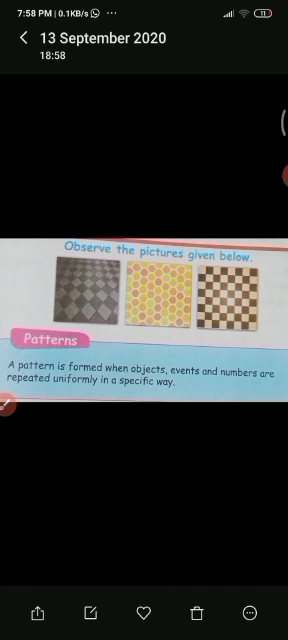 7:58 PM | 0.1KB/s ...
11
13 September 2020
18:58
Observe the pictures given below.
Patterns
A pattern is formed when objects, events and numbers are
repeated uniformly in a specific way.